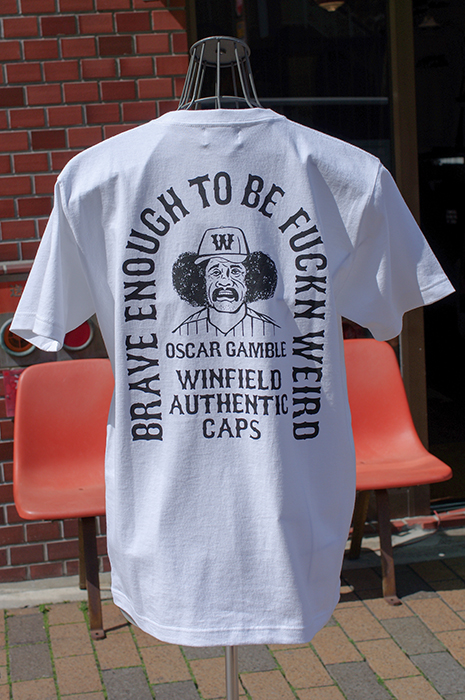 BRAVE ENOUGH TO BE FUCKN WEIRD
W
OSCAR GAMBLE
WINFIELD
AUTHENTIC
CAPS